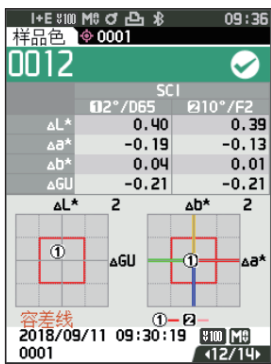 I+E SIOO M 09:36
样品色 0001
0012
SCI
1 2°/D65 2 10°/F2
ΔL* 0.40 0.39
Δa* -0.19 -0.13
Δb* 0.04 0.01
ΔGU -0.21 -0.21
ΔL* 2 Δb* 2
① ΔGU ① Δa*
容差线 ①- 2-
2018/09/11 09:30:19
0001 12/14